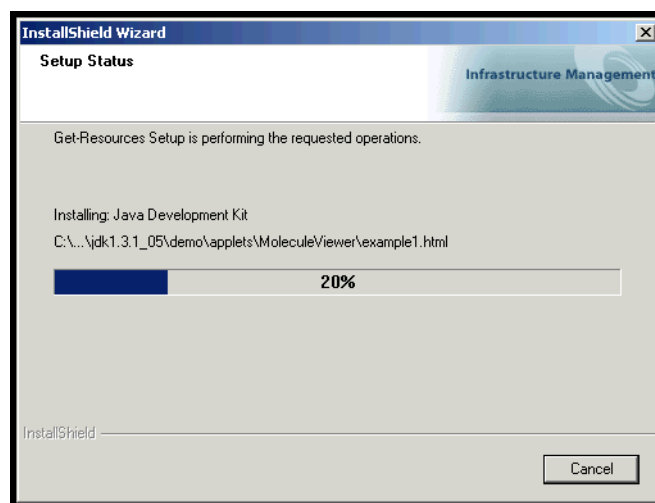 InstallShield Wizard
Setup Status
Infrastructure Management
Get-Resources Setup is performing the requested operations.
Installing: Java Development Kit
C:\...\jdk1.3.1_05\demo\applets\MoleculeViewer\example1.html
20%
InstallShield
Cancel